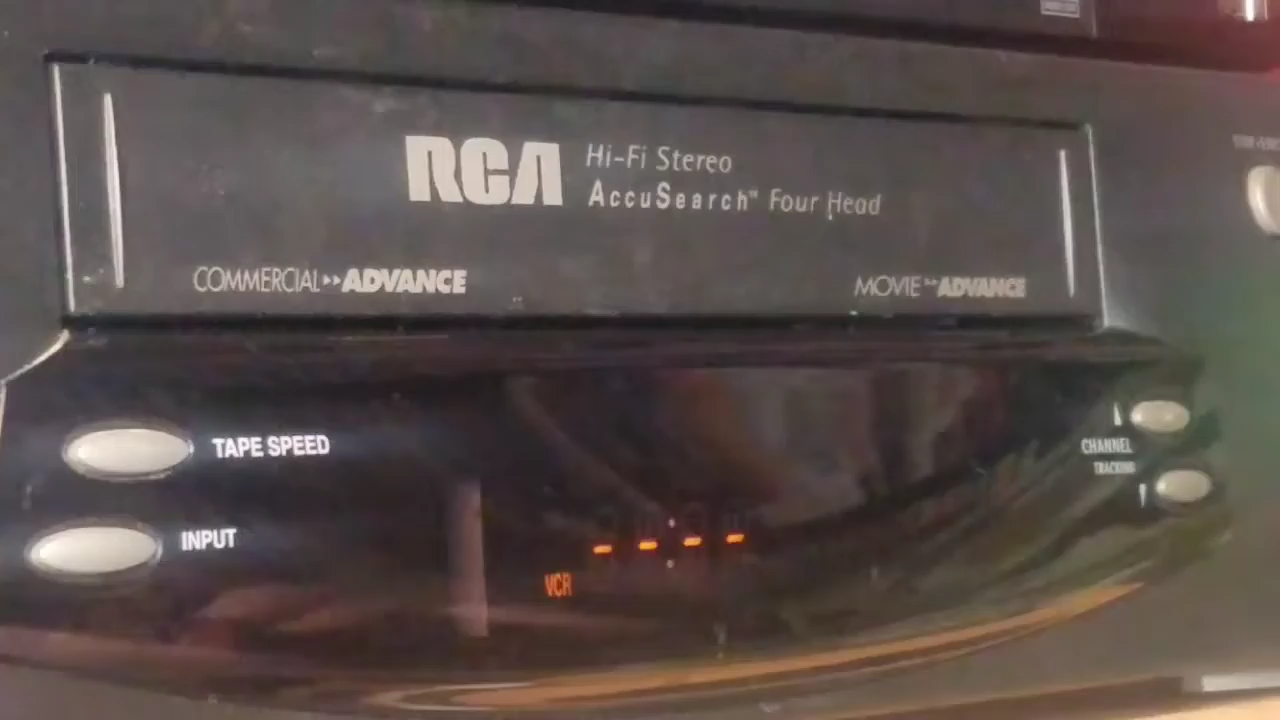 RCA
Hi-Fi Stereo
AccuSearch™ Four Head
COMMERCIAL▸▸ADVANCE
MOVIE▸▸ADVANCE
TAPE SPEED
CHANNEL
TRACKING
INPUT
- - : - -
VCR